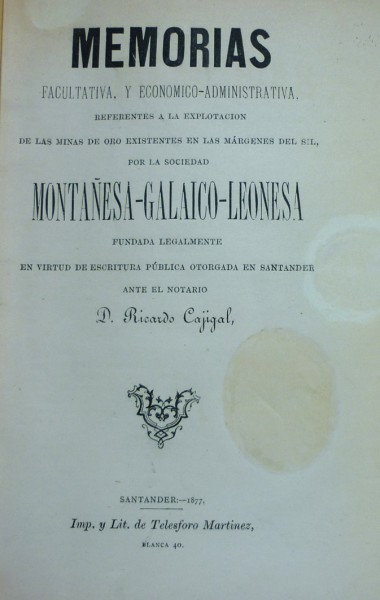 MEMORIAS
FACULTATIVA, Y ECONOMICO-ADMINISTRATIVA,
REFERENTES A LA EXPLOTACION
DE LAS MINAS DE ORO EXISTENTES EN LAS MÁRGENES DEL SIL,
POR LA SOCIEDAD
MONTAÑESA-GALAICO-LEONESA
FUNDADA LEGALMENTE
EN VIRTUD DE ESCRITURA PÚBLICA OTORGADA EN SANTANDER
ANTE EL NOTARIO
D. Ricardo Cajigal,
SANTANDER:—1877.
Imp. y Lit. de Telesforo Martinez,
BLANCA 40.